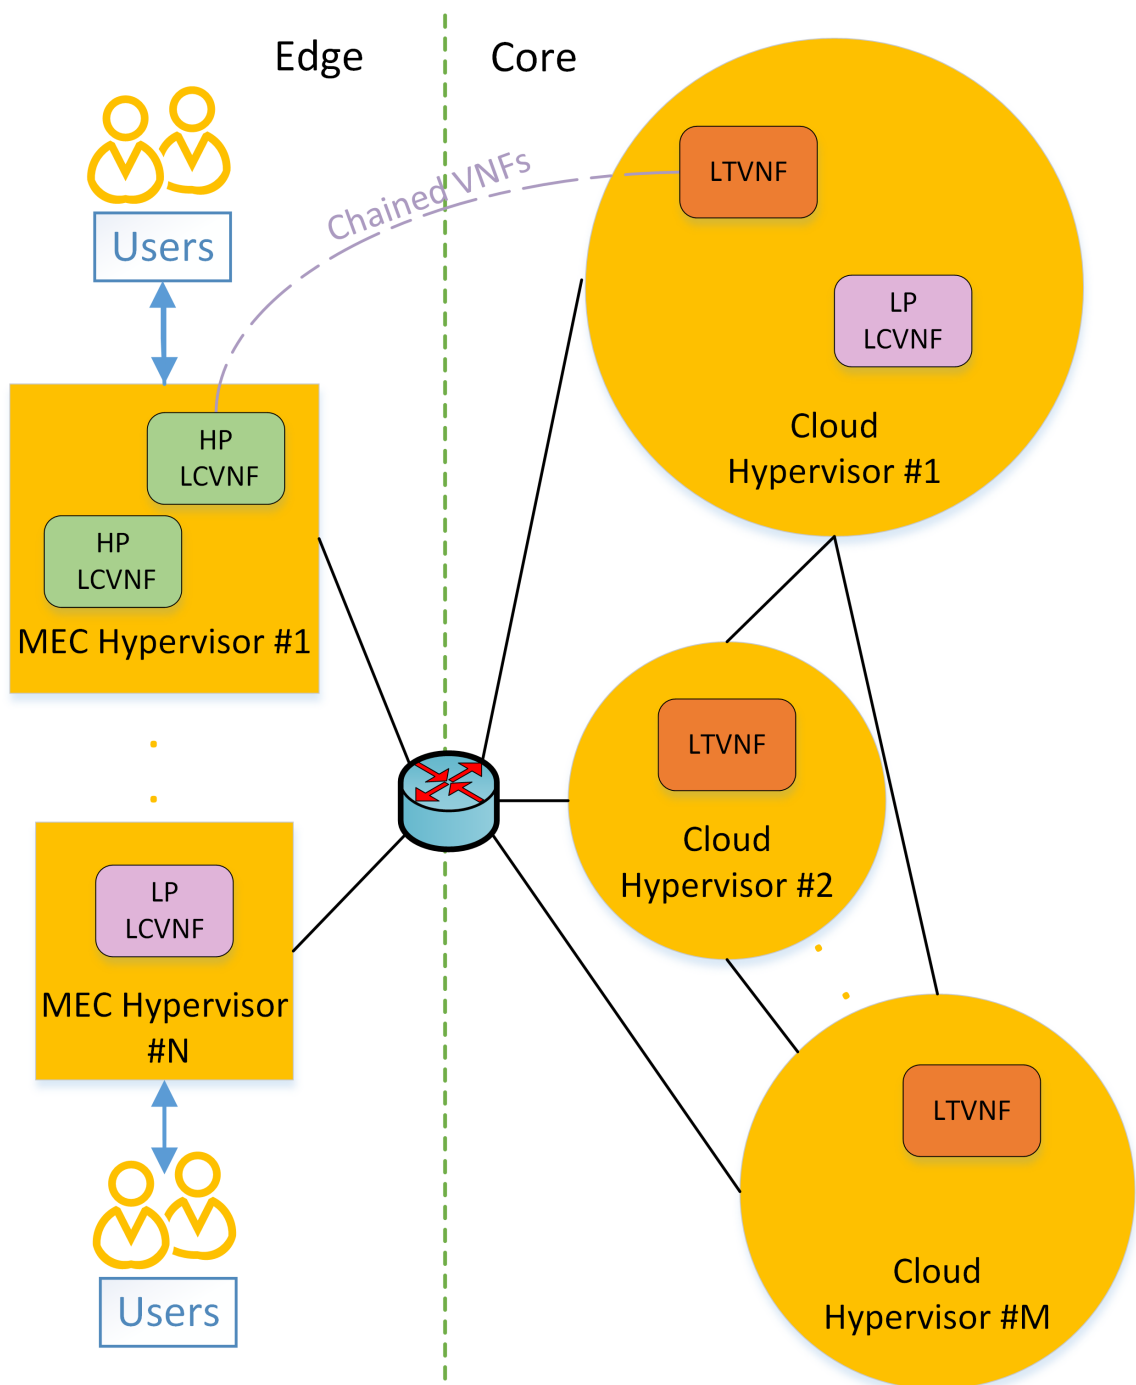 Edge
Core
Users
Chained VNFs
LTVNF
LP
LCVNF
Cloud
Hypervisor #1
HP
LCVNF
HP
LCVNF
MEC Hypervisor #1
LTVNF
Cloud
Hypervisor #2
LP
LCVNF
MEC Hypervisor
#N
LTVNF
Cloud
Hypervisor #M
Users